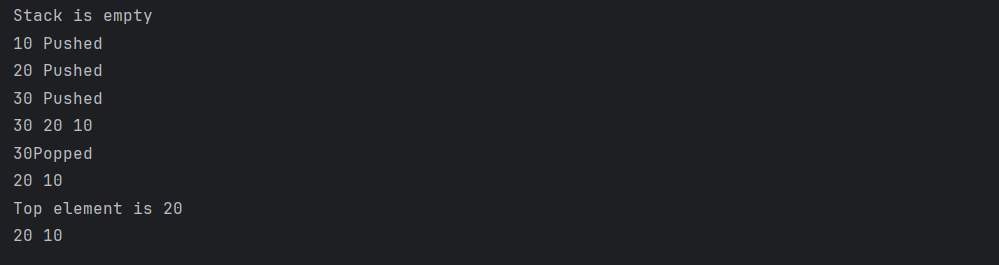 Stack is empty
10 Pushed
20 Pushed
30 Pushed
30 20 10
30Popped
20 10
Top element is 20
20 10